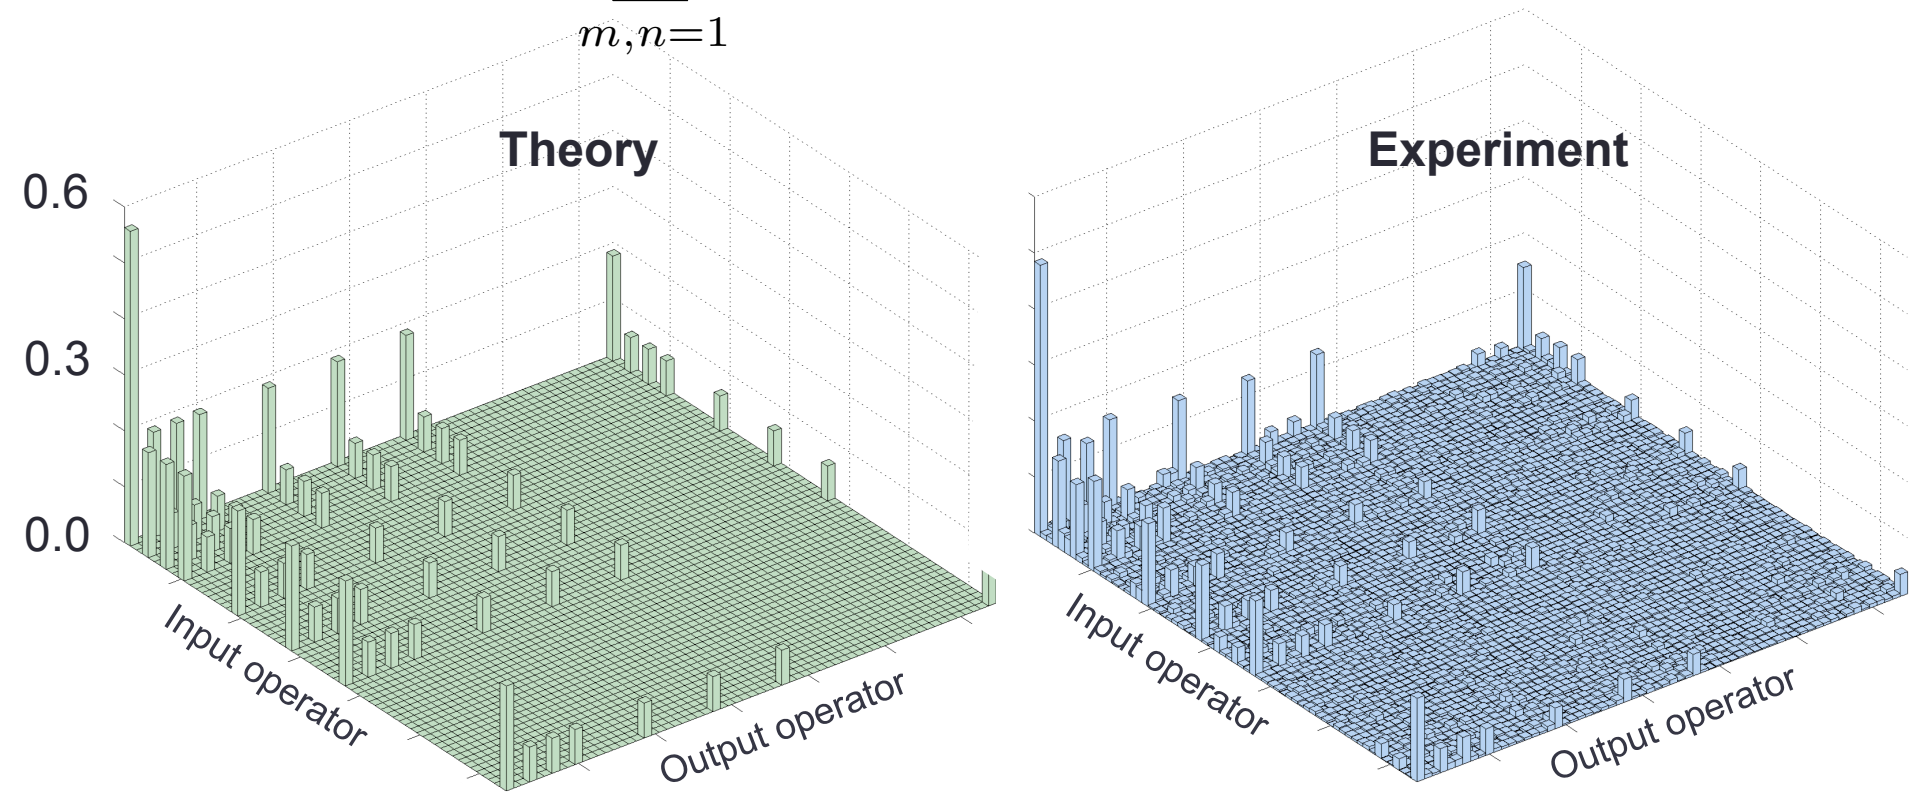 m,n=1
Theory
Experiment
0.6
0.3
0.0
Input operator
Output operator
Input operator
Output operator